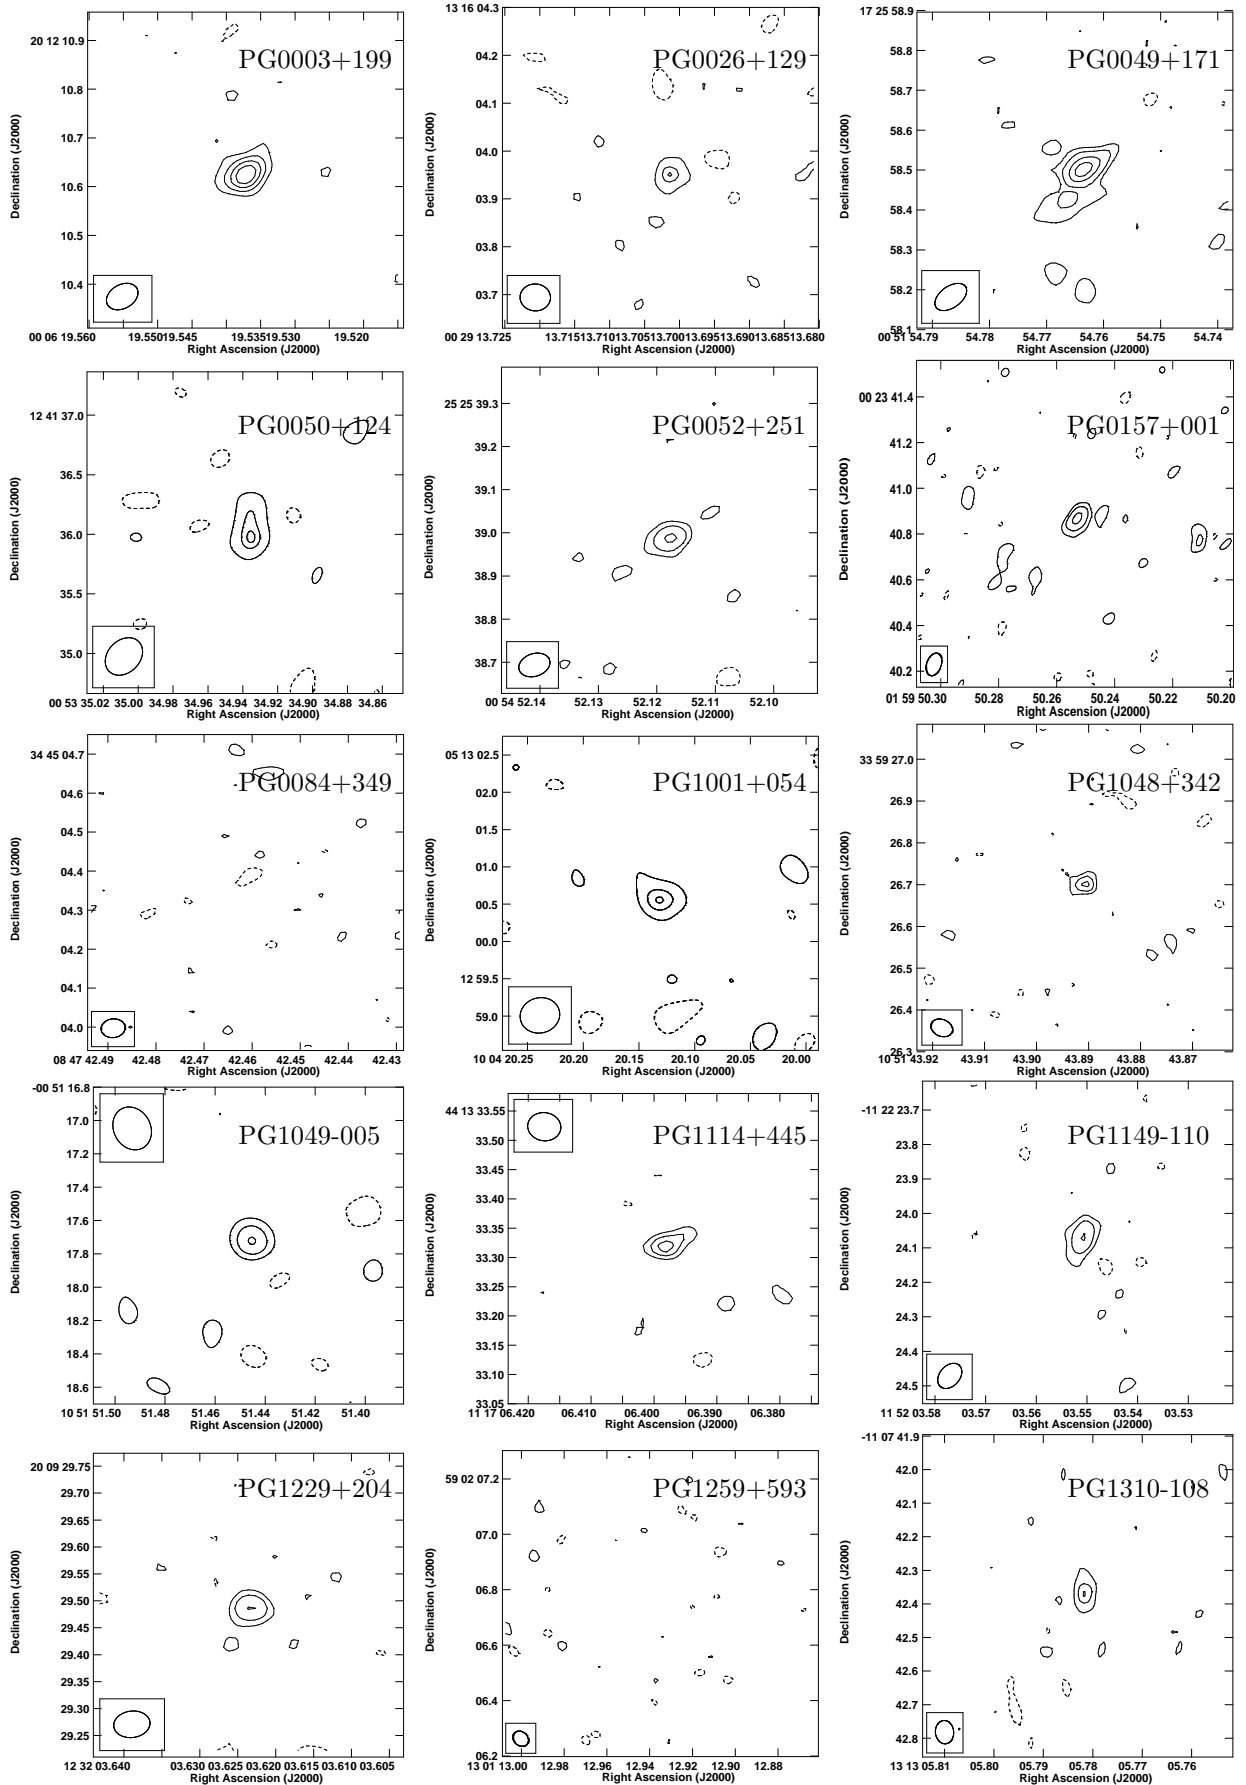 PG0003+199
20 12 10.9
10.8
10.7
10.6
10.5
10.4
Declination (J2000)
00 06 19.560 19.550 19.545 19.535 19.530 19.520
Right Ascension (J2000)
PG0026+129
13 16 04.3
04.2
04.1
04.0
03.9
03.8
03.7
Declination (J2000)
00 29 13.725 13.715 13.710 13.705 13.700 13.695 13.690 13.685 13.680
Right Ascension (J2000)
PG0049+171
17 25 58.9
58.8
58.7
58.6
58.5
58.4
58.3
58.2
58.1
Declination (J2000)
00 51 54.79 54.78 54.77 54.76 54.75 54.74
Right Ascension (J2000)
PG0050+124
12 41 37.0
36.5
36.0
35.5
35.0
Declination (J2000)
00 53 35.02 35.00 34.98 34.96 34.94 34.92 34.90 34.88 34.86
Right Ascension (J2000)
PG0052+251
25 25 39.3
39.2
39.1
39.0
38.9
38.8
38.7
Declination (J2000)
00 54 52.14 52.13 52.12 52.11 52.10
Right Ascension (J2000)
PG0157+001
00 23 41.4
41.2
41.0
40.8
40.6
40.4
40.2
Declination (J2000)
01 59 50.30 50.28 50.26 50.24 50.22 50.20
Right Ascension (J2000)
PG0084+349
34 45 04.7
04.6
04.5
04.4
04.3
04.2
04.1
04.0
Declination (J2000)
08 47 42.49 42.48 42.47 42.46 42.45 42.44 42.43
Right Ascension (J2000)
PG1001+054
05 13 02.5
02.0
01.5
01.0
00.5
00.0
12 59.5
59.0
Declination (J2000)
10 04 20.25 20.20 20.15 20.10 20.05 20.00
Right Ascension (J2000)
PG1048+342
33 59 27.0
26.9
26.8
26.7
26.6
26.5
26.4
26.3
Declination (J2000)
10 51 43.92 43.91 43.90 43.89 43.88 43.87
Right Ascension (J2000)
PG1049-005
-00 51 16.8
17.0
17.2
17.4
17.6
17.8
18.0
18.2
18.4
18.6
Declination (J2000)
10 51 51.50 51.48 51.46 51.44 51.42 51.40
Right Ascension (J2000)
PG1114+445
44 13 33.55
33.50
33.45
33.40
33.35
33.30
33.25
33.20
33.15
33.10
33.05
Declination (J2000)
11 17 06.420 06.410 06.400 06.390 06.380
Right Ascension (J2000)
PG1149-110
-11 22 23.7
23.8
23.9
24.0
24.1
24.2
24.3
24.4
24.5
Declination (J2000)
11 52 03.58 03.57 03.56 03.55 03.54 03.53
Right Ascension (J2000)
PG1229+204
20 09 29.75
29.70
29.65
29.60
29.55
29.50
29.45
29.40
29.35
29.30
29.25
Declination (J2000)
12 32 03.640 03.630 03.625 03.620 03.615 03.610 03.605
Right Ascension (J2000)
PG1259+593
59 02 07.2
07.0
06.8
06.6
06.4
06.2
Declination (J2000)
13 01 13.00 12.98 12.96 12.94 12.92 12.90 12.88
Right Ascension (J2000)
PG1310-108
-11 07 41.9
42.0
42.1
42.2
42.3
42.4
42.5
42.6
42.7
42.8
Declination (J2000)
13 13 05.81 05.80 05.79 05.78 05.77 05.76
Right Ascension (J2000)